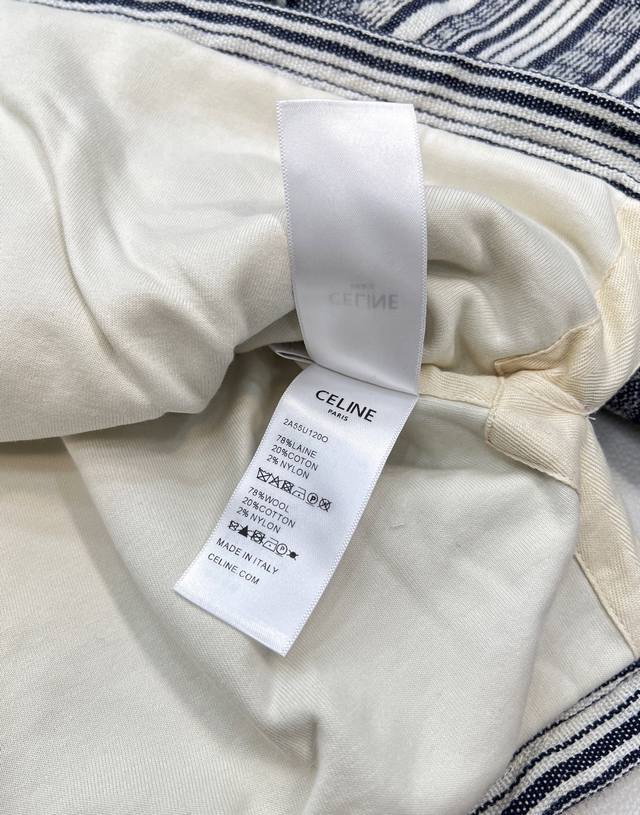 CELINE
PARIS
CELINE
PARIS
2A55U120O
78%LAINE
20%COTON
2% NYLON
78%WOOL
20%COTTON
2% NYLON
MADE IN ITALY
CELINE.COM